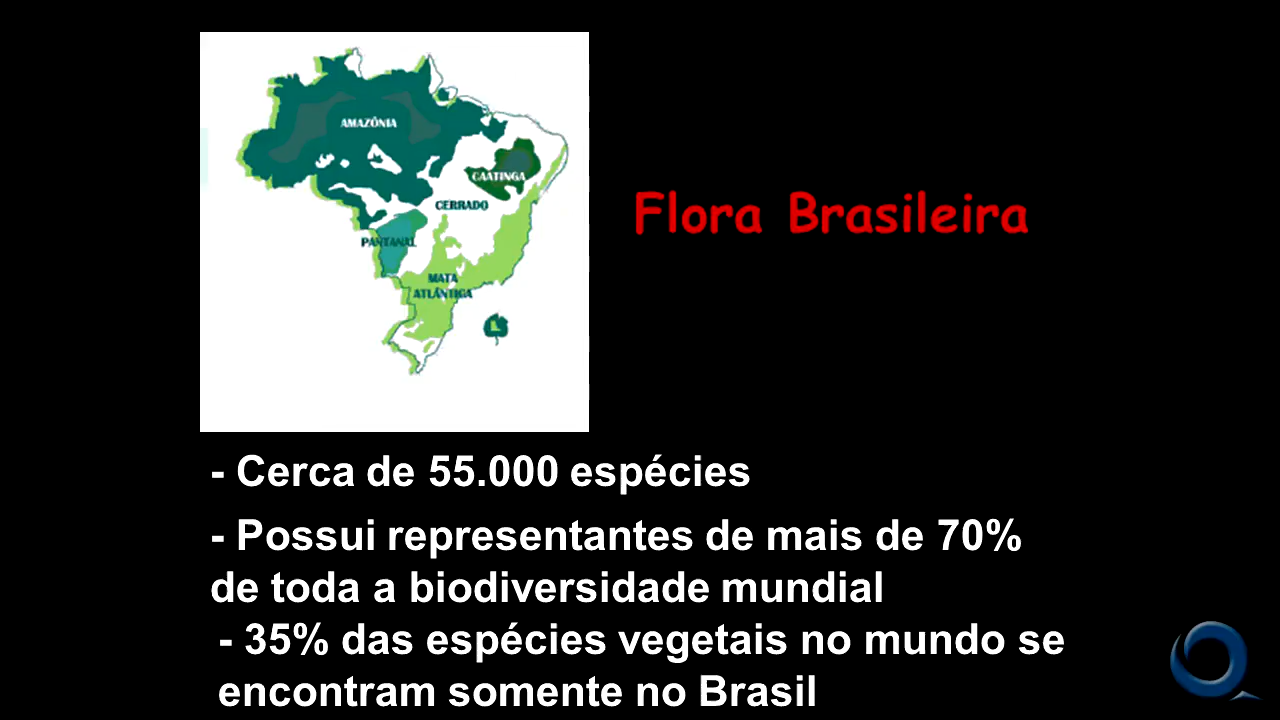 AMAZÔNIA
CAATINGA
CERRADO
PANTANAL
MATA
ATLÂNTICA
Flora Brasileira
- Cerca de 55.000 espécies
- Possui representantes de mais de 70%
de toda a biodiversidade mundial
- 35% das espécies vegetais no mundo se
encontram somente no Brasil